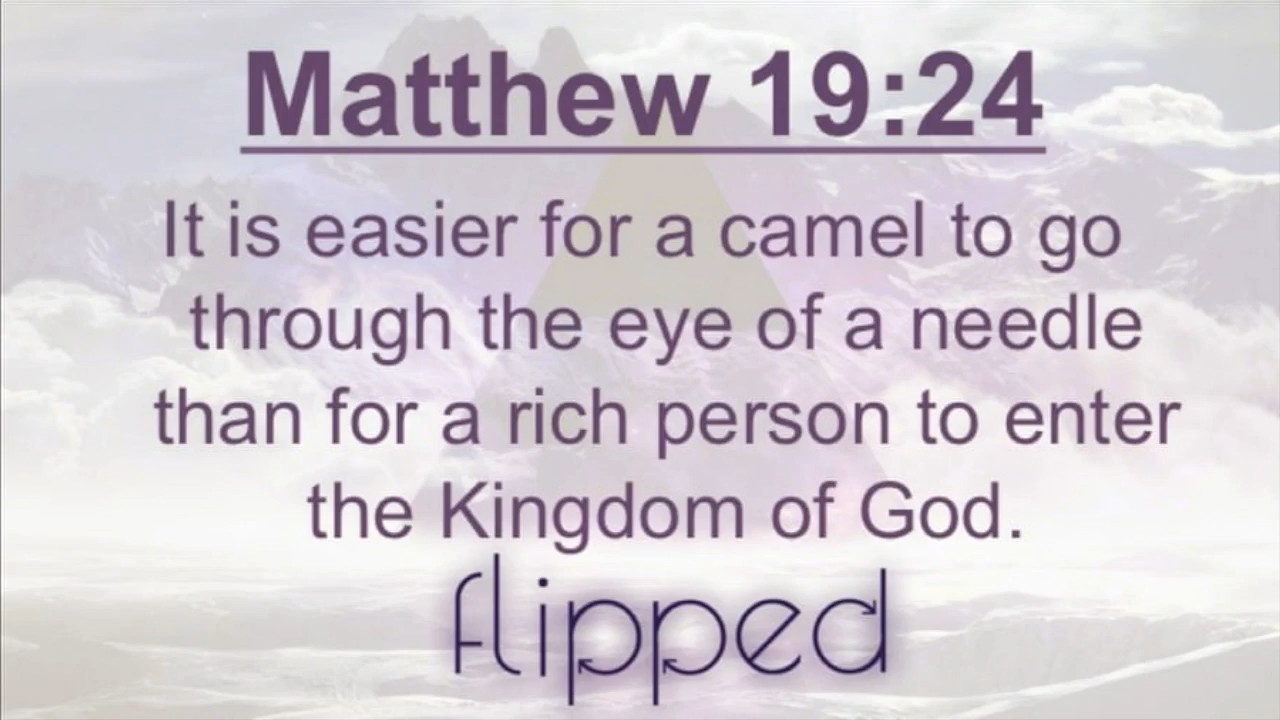 Matthew 19:24
It is easier for a camel to go
through the eye of a needle
than for a rich person to enter
the Kingdom of God.
flipped